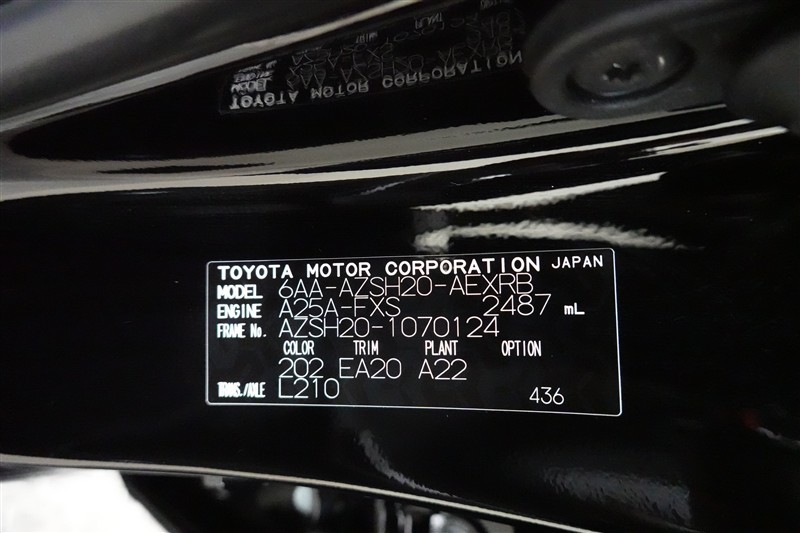 TOYOTA MOTOR CORPORATION JAPAN
MODEL 6AA-AZSH20-AEXRB
ENGINE A25A-FXS 2487 mL
FRAME No. AZSH20-1070124
COLOR TRIM PLANT OPTION
202 EA20 A22
TRANS./AXLE L210 436